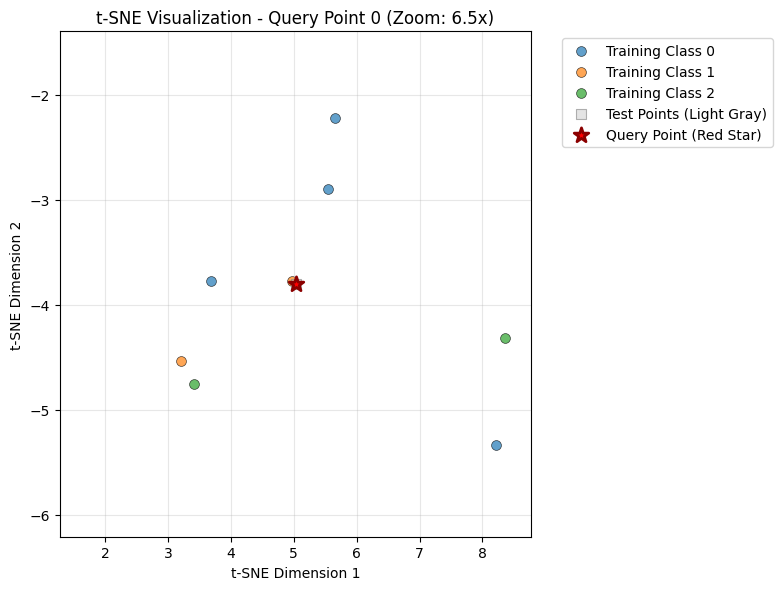 t-SNE Visualization - Query Point 0 (Zoom: 6.5x)
Training Class 0
Training Class 1
Training Class 2
Test Points (Light Gray)
Query Point (Red Star)
t-SNE Dimension 2
−2
−3
−4
−5
−6
2 3 4 5 6 7 8
t-SNE Dimension 1